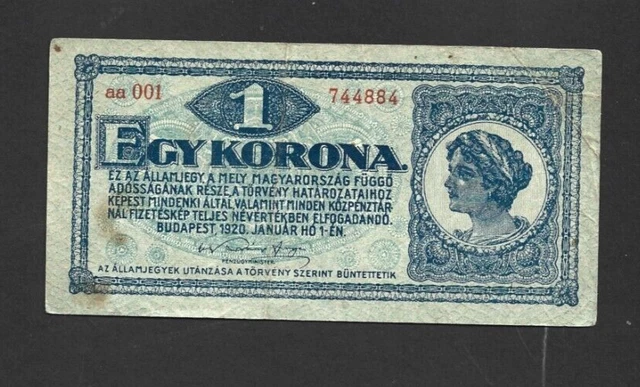 aa 001
744884
1
EGY KORONA.
EZ AZ ÁLLAMJEGY, A MELY MAGYARORSZÁG FÜGGŐ
ADÓSSÁGÁNAK RÉSZE, A TÖRVÉNY HATÁROZATAIHOZ
KÉPEST MINDENKI ÁLTAL, VALAMINT MINDEN KÖZPÉNZTÁR
NÁL FIZETÉSKÉP TELJES NÉVÉRTÉKBEN ELFOGADANDÓ.
BUDAPEST, 1920. JANUÁR HÓ 1-ÉN.
PÉNZÜGYMINISTER.
AZ ÁLLAMJEGYEK UTÁNZÁSA A TÖRVÉNY SZERINT BÜNTETTETIK